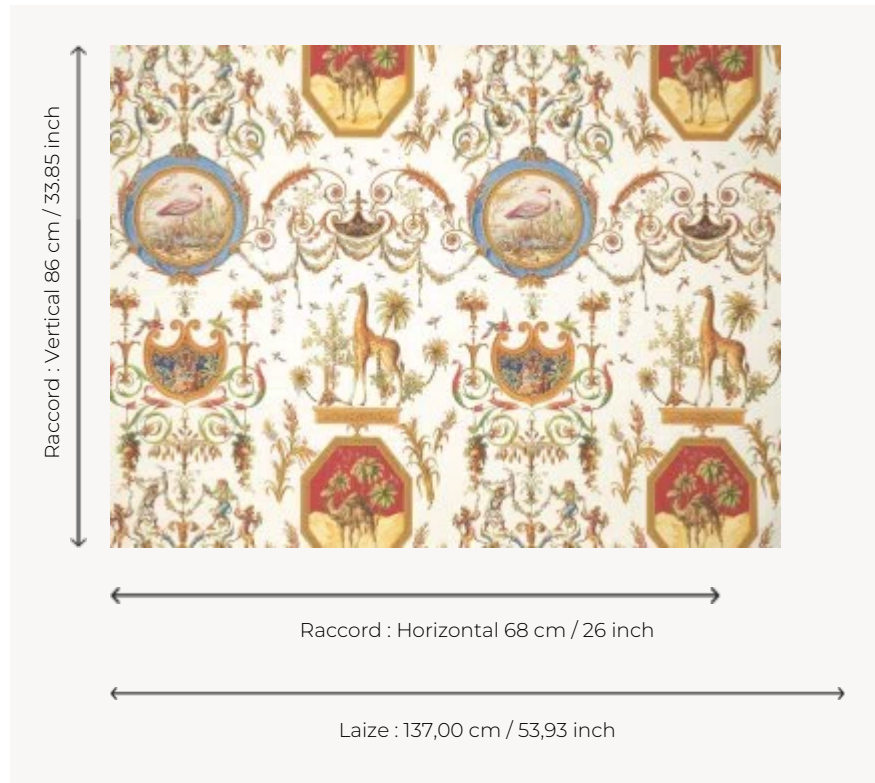 Raccord : Vertical 86 cm / 33.85 inch
Raccord : Horizontal 68 cm / 26 inch
Laize : 137,00 cm / 53,93 inch